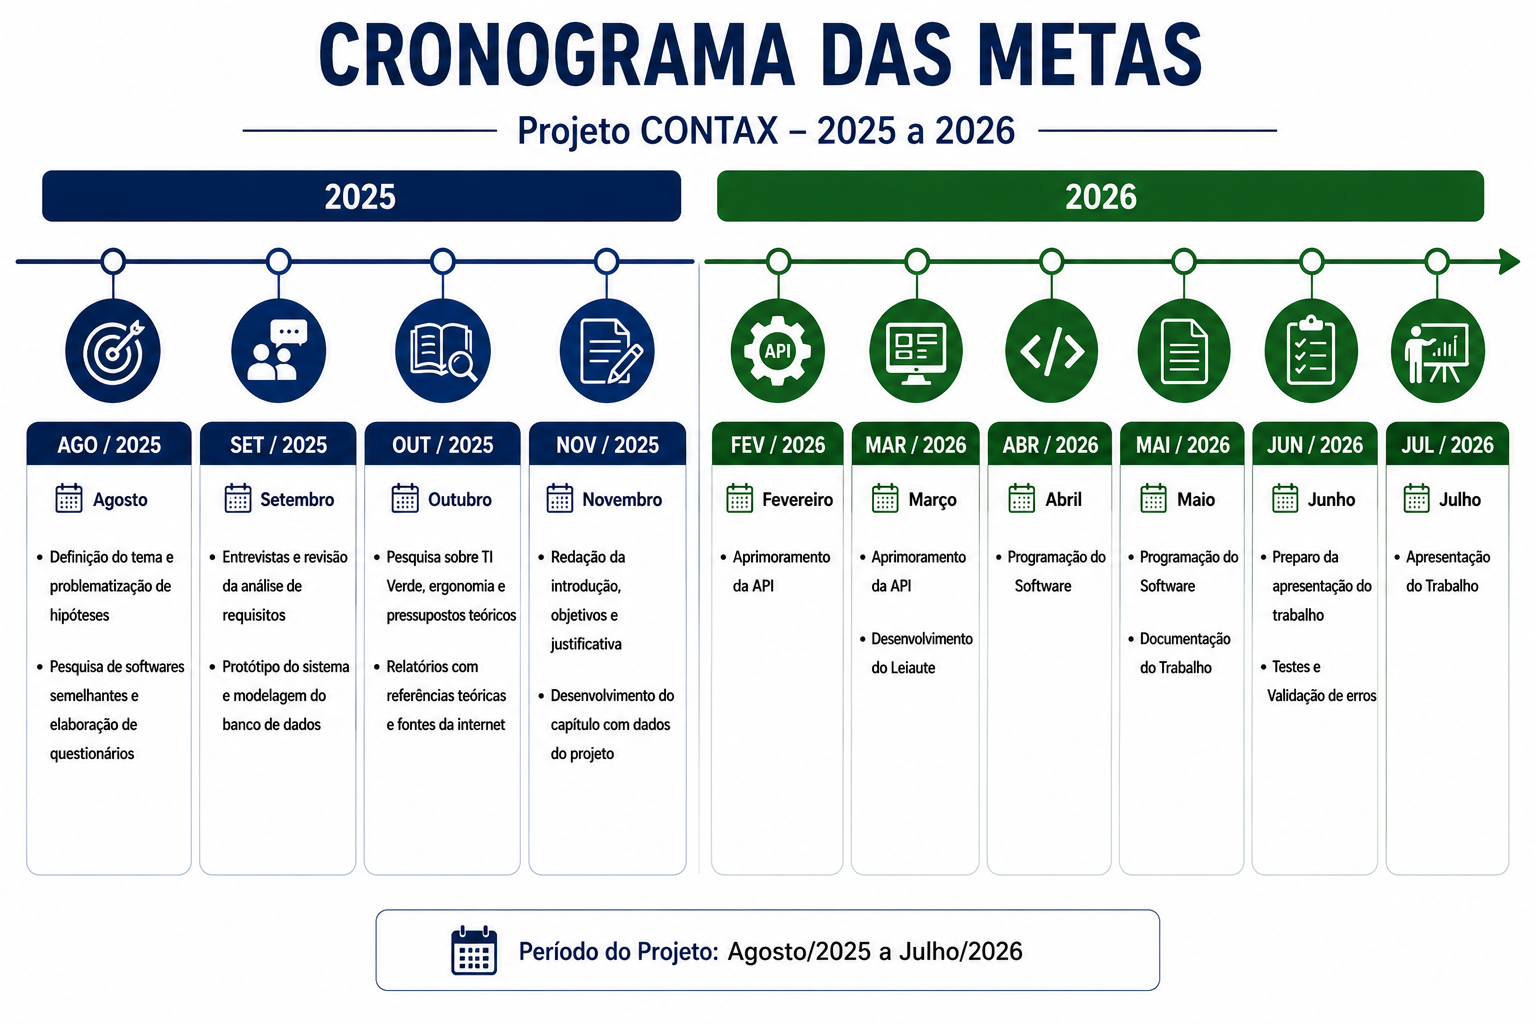 CRONOGRAMA DAS METAS
Projeto CONTAX – 2025 a 2026
2025
2026
API
AGO / 2025
Agosto
• Definição do tema e
problematização de
hipóteses
• Pesquisa de softwares
semelhantes e
elaboração de
questionários
SET / 2025
Setembro
• Entrevistas e revisão
da análise de
requisitos
• Protótipo do sistema
e modelagem do
banco de dados
OUT / 2025
Outubro
• Pesquisa sobre TI
Verde, ergonomia e
pressupostos teóricos
• Relatórios com
referências teóricas
e fontes da internet
NOV / 2025
Novembro
• Redação da
introdução,
objetivos e
justificativa
• Desenvolvimento do
capítulo com dados
do projeto
FEV / 2026
Fevereiro
• Aprimoramento
da API
MAR / 2026
Março
• Aprimoramento
da API
• Desenvolvimento
do Leiaute
ABR / 2026
Abril
• Programação do
Software
MAI / 2026
Maio
• Programação do
Software
• Documentação
do Trabalho
JUN / 2026
Junho
• Preparo da
apresentação do
trabalho
• Testes e
Validação de erros
JUL / 2026
Julho
• Apresentação
do Trabalho
Período do Projeto: Agosto/2025 a Julho/2026